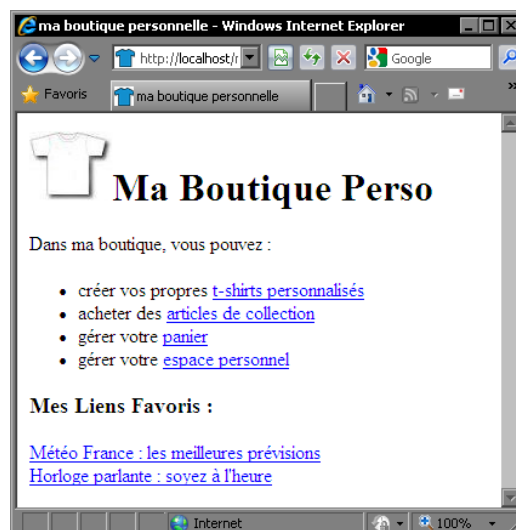 ma boutique personnelle - Windows Internet Explorer
http://localhost/
Google
Favoris
ma boutique personnelle
Ma Boutique Perso
Dans ma boutique, vous pouvez :
• créer vos propres t-shirts personnalisés
• acheter des articles de collection
• gérer votre panier
• gérer votre espace personnel
Mes Liens Favoris :
Météo France : les meilleures prévisions
Horloge parlante : soyez à l'heure
Internet
100%